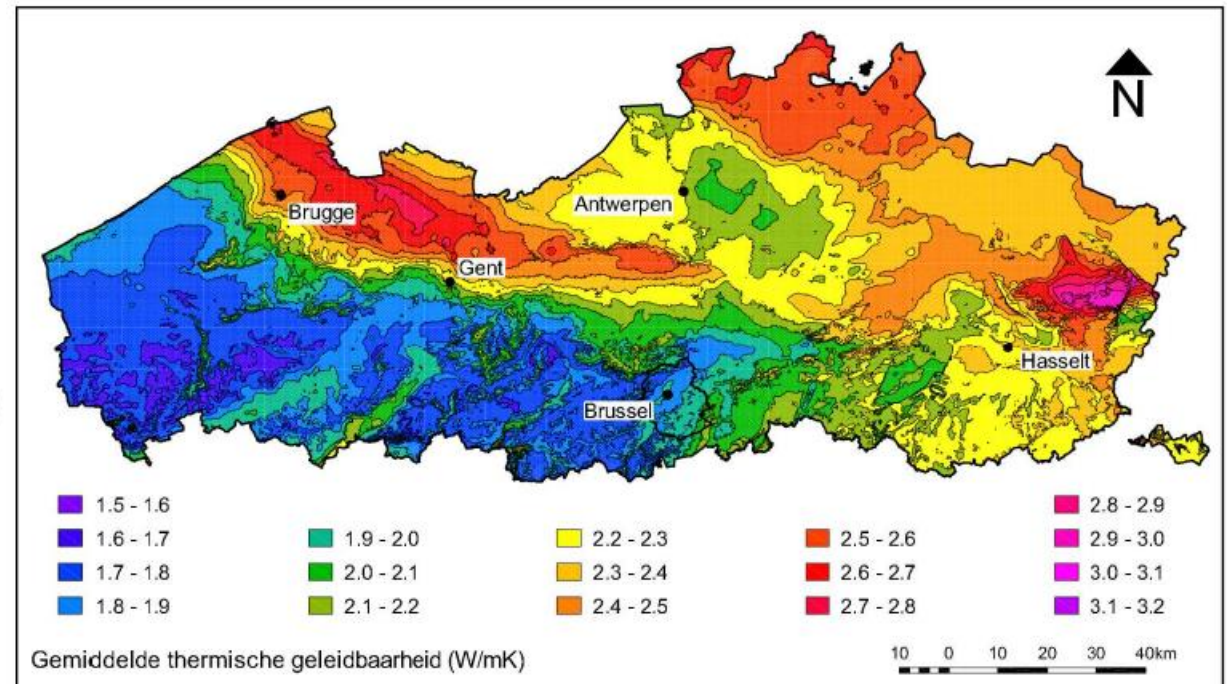 N
Antwerpen
Brugge
Gent
Hasselt
Brussel
1.5 - 1.6
1.6 - 1.7
1.7 - 1.8
1.8 - 1.9
1.9 - 2.0
2.0 - 2.1
2.1 - 2.2
2.2 - 2.3
2.3 - 2.4
2.4 - 2.5
2.5 - 2.6
2.6 - 2.7
2.7 - 2.8
2.8 - 2.9
2.9 - 3.0
3.0 - 3.1
3.1 - 3.2
Gemiddelde thermische geleidbaarheid (W/mK)
10 0 10 20 30 40km